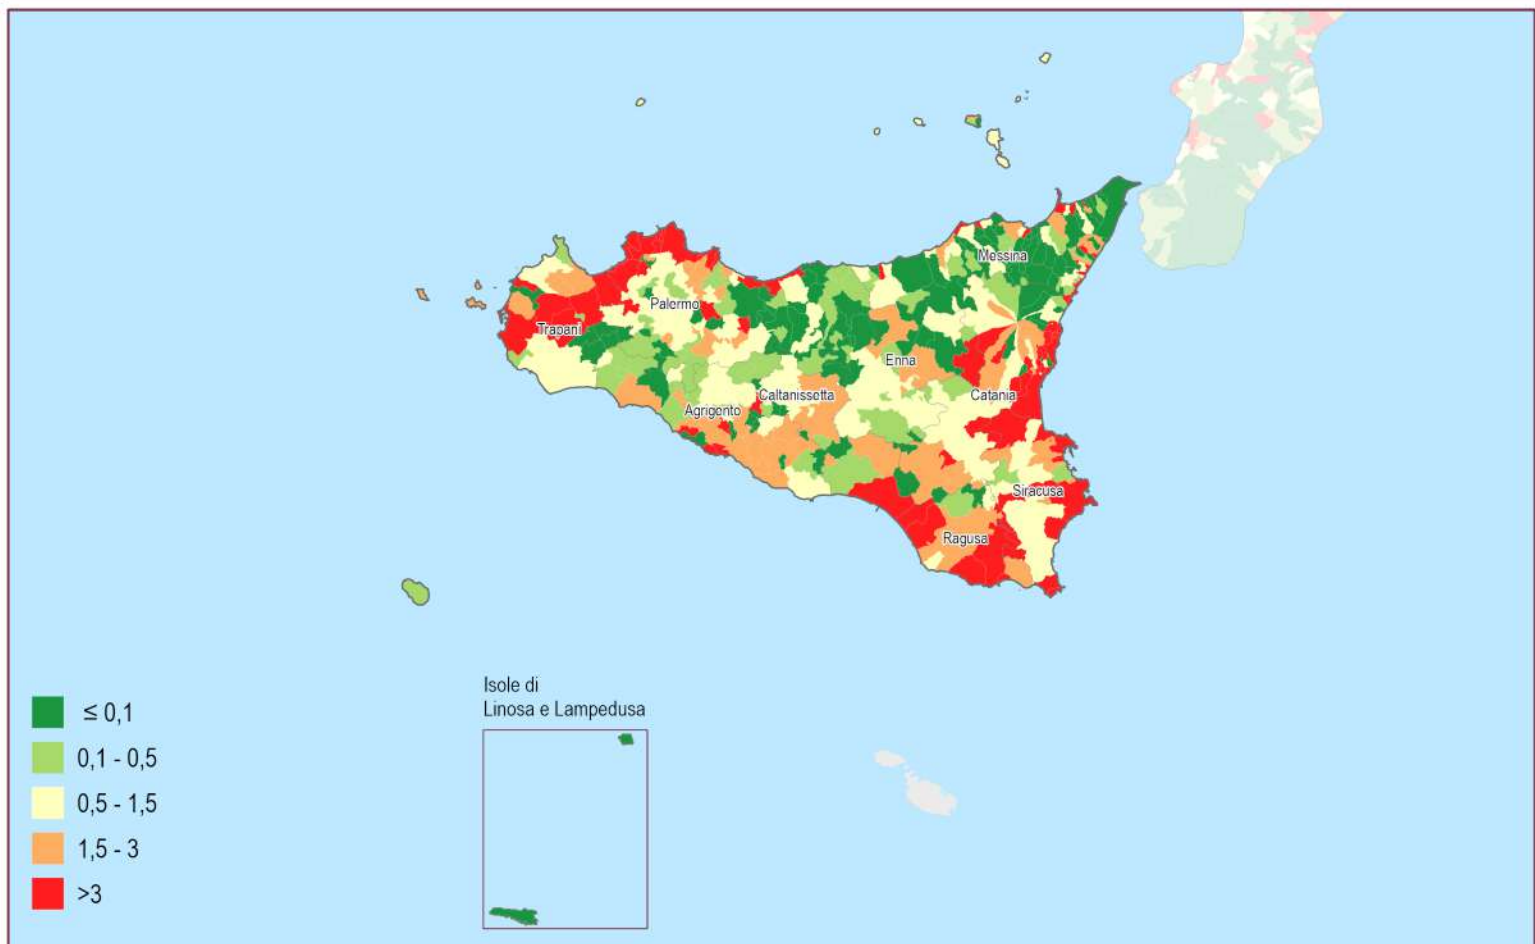 Messina
Palermo
Trapani
Enna
Caltanissetta
Catania
Agrigento
Siracusa
Ragusa
Isole di
Linosa e Lampedusa
≤ 0,1
0,1 - 0,5
0,5 - 1,5
1,5 - 3
>3